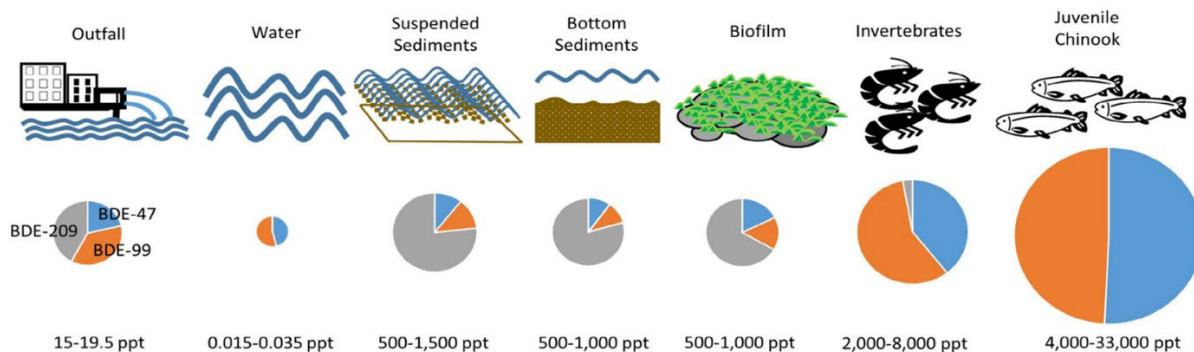 Outfall
Water
Suspended
Sediments
Bottom
Sediments
Biofilm
Invertebrates
Juvenile
Chinook
BDE-47
BDE-209
BDE-99
15-19.5 ppt
0.015-0.035 ppt
500-1,500 ppt
500-1,000 ppt
500-1,000 ppt
2,000-8,000 ppt
4,000-33,000 ppt